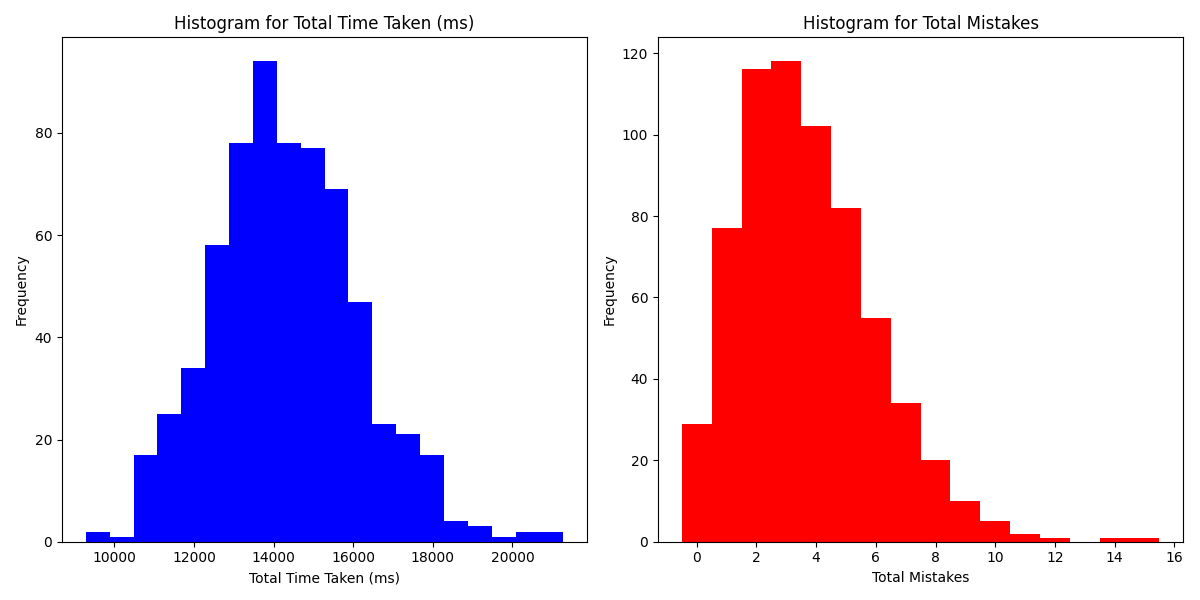 Histogram for Total Time Taken (ms)
80
60
40
20
0
Frequency
10000 12000 14000 16000 18000 20000
Total Time Taken (ms)
Histogram for Total Mistakes
120
100
80
60
40
20
0
Frequency
0 2 4 6 8 10 12 14 16
Total Mistakes